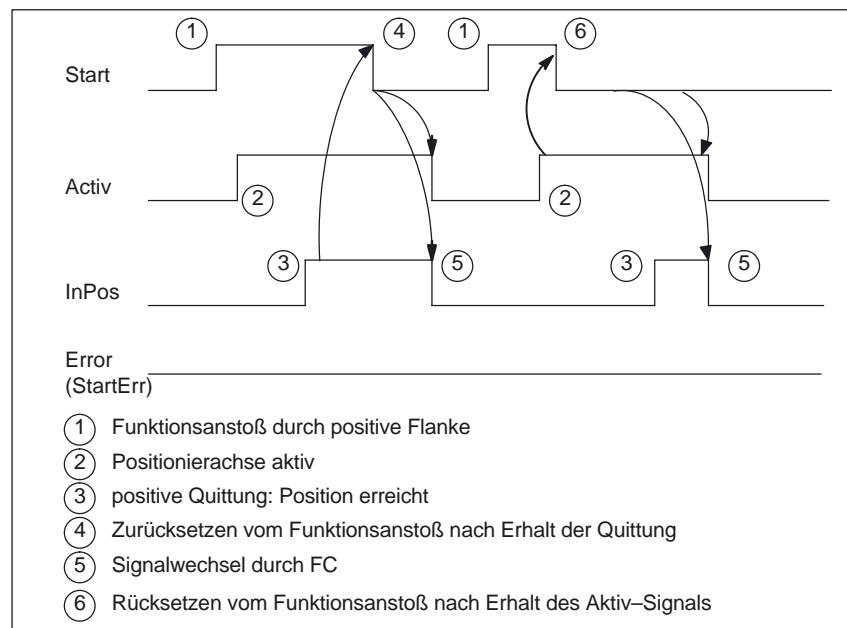 1 4 1 6
Start
Activ
2 2
3 5 3 5
InPos
Error
(StartErr)
1 Funktionsanstoß durch positive Flanke
2 Positionierachse aktiv
3 positive Quittung: Position erreicht
4 Zurücksetzen vom Funktionsanstoß nach Erhalt der Quittung
5 Signalwechsel durch FC
6 Rücksetzen vom Funktionsanstoß nach Erhalt des Aktiv–Signals